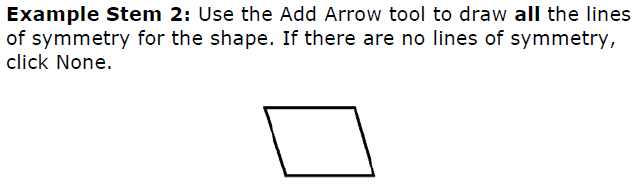 Example Stem 2: Use the Add Arrow tool to draw all the lines
of symmetry for the shape. If there are no lines of symmetry,
click None.